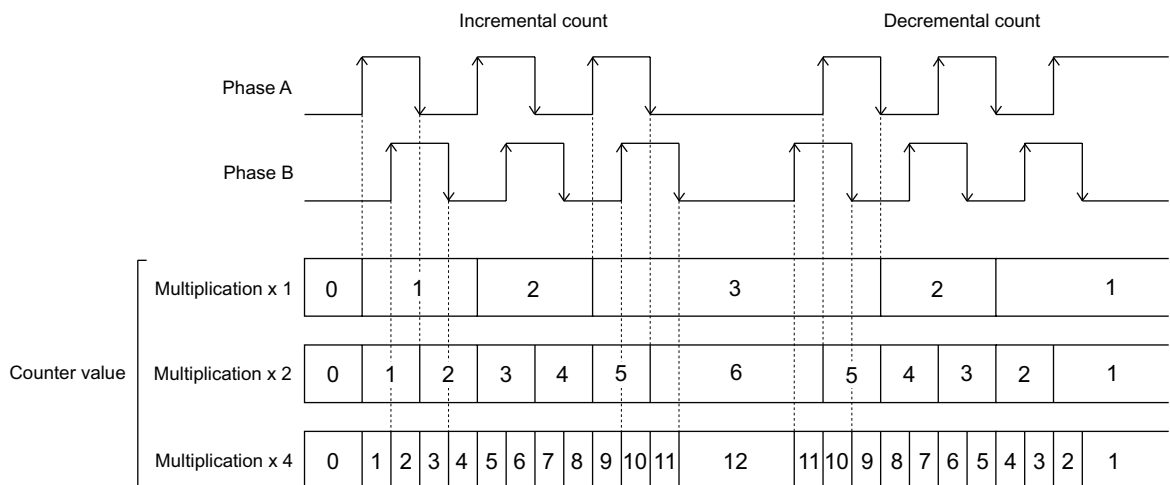 Incremental count Decremental count
Phase A
Phase B
Multiplication x 1 0 1 2 3 2 1
Counter value Multiplication x 2 0 1 2 3 4 5 6 5 4 3 2 1
Multiplication x 4 0 1 2 3 4 5 6 7 8 9 10 11 12 11 10 9 8 7 6 5 4 3 2 1